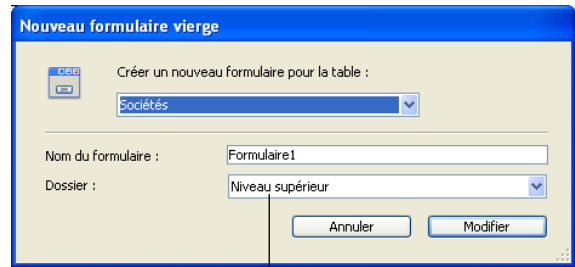 Nouveau formulaire vierge
Créer un nouveau formulaire pour la table :
Sociétés
Nom du formulaire :
Formulaire1
Dossier :
Niveau supérieur
Annuler
Modifier